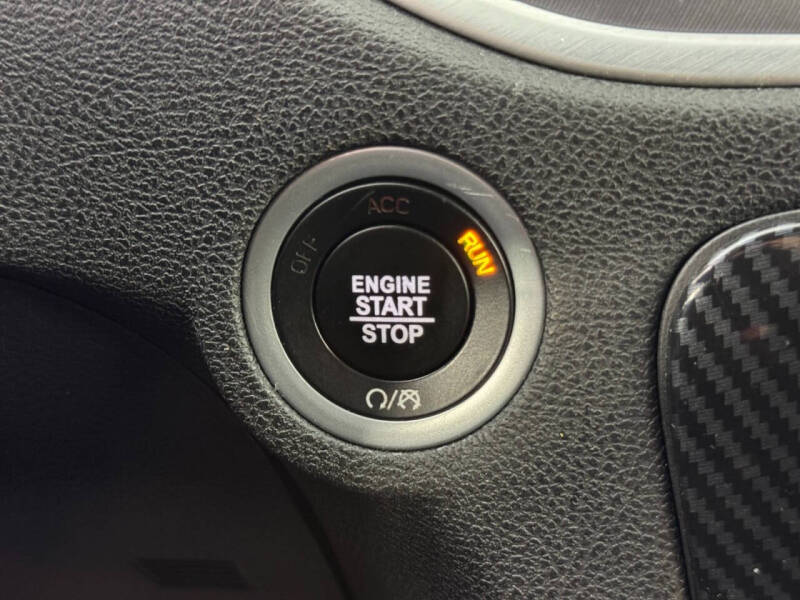 ACC
OFF
RUN
ENGINE
START
STOP